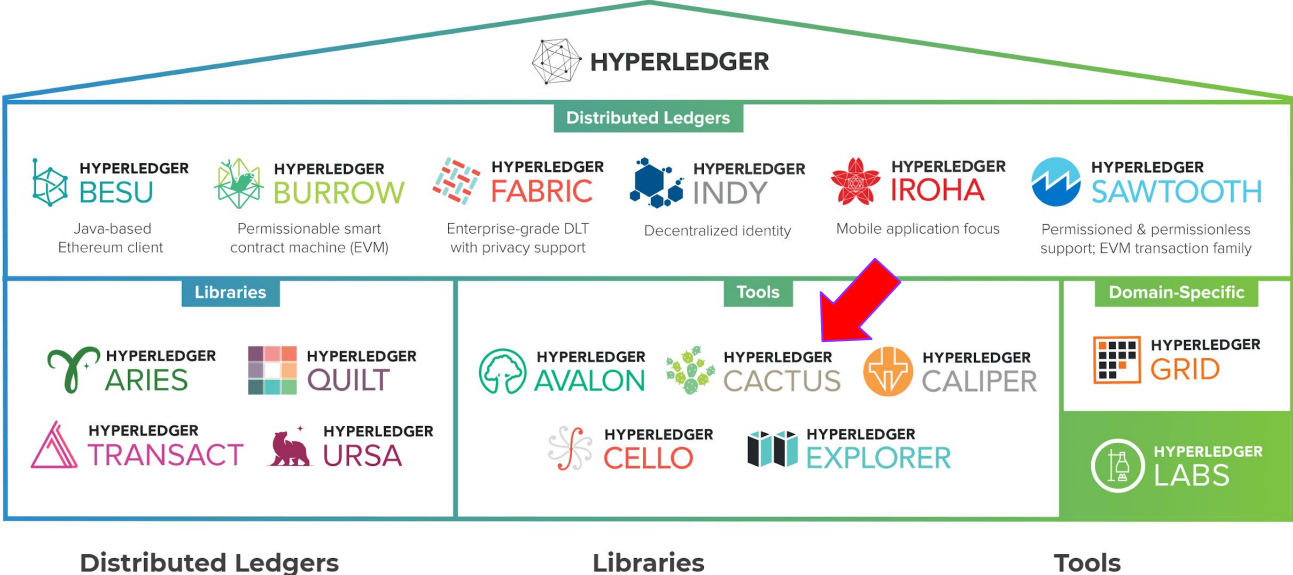 HYPERLEDGER
Distributed Ledgers
HYPERLEDGER
BESU
Java-based
Ethereum client
HYPERLEDGER
BURROW
Permissionable smart
contract machine (EVM)
HYPERLEDGER
FABRIC
Enterprise-grade DLT
with privacy support
HYPERLEDGER
INDY
Decentralized identity
HYPERLEDGER
IROHA
Mobile application focus
HYPERLEDGER
SAWTOOTH
Permissioned & permissionless
support; EVM transaction family
Libraries
HYPERLEDGER
ARIES
HYPERLEDGER
QUILT
HYPERLEDGER
TRANSACT
HYPERLEDGER
URSA
Tools
HYPERLEDGER
AVALON
HYPERLEDGER
CACTUS
HYPERLEDGER
CALIPER
HYPERLEDGER
CELLO
HYPERLEDGER
EXPLORER
Domain-Specific
HYPERLEDGER
GRID
HYPERLEDGER
LABS
Distributed Ledgers
Libraries
Tools